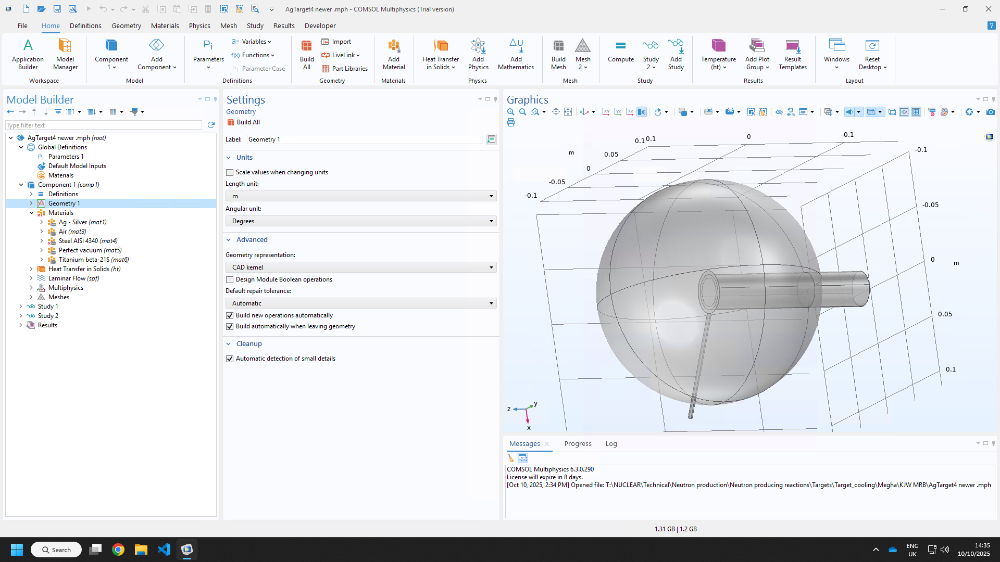 AgTarget4 newer .mph - COMSOL Multiphysics (Trial version)
File Home Definitions Geometry Materials Physics Mesh Study Results Developer
?
Application Builder
Model Manager
Workspace
Component 1
Add Component
Model
Pi
Parameters
a= Variables
f(x) Functions
Pi Parameter Case
Definitions
Build All
Import
LiveLink
Part Libraries
Geometry
Add Material
Materials
Heat Transfer in Solids
Add Physics
Add Mathematics
Physics
Build Mesh
Mesh 2
Mesh
Compute
Study 2
Add Study
Study
Temperature (ht)
Add Plot Group
Result Templates
Results
Windows
Reset Desktop
Layout
Model Builder
Type filter text
AgTarget4 newer .mph (root)
Global Definitions
Pi Parameters 1
Default Model Inputs
Materials
Component 1 (comp1)
Definitions
Geometry 1
Materials
Ag - Silver (mat1)
Air (mat3)
Steel AISI 4340 (mat4)
Perfect vacuum (mat5)
Titanium beta-21S (mat6)
Heat Transfer in Solids (ht)
Laminar Flow (spf)
Multiphysics
Meshes
Study 1
Study 2
Results
Settings
Geometry
Build All
Label: Geometry 1
Units
Scale values when changing units
Length unit:
m
Angular unit:
Degrees
Advanced
Geometry representation:
CAD kernel
Design Module Boolean operations
Default repair tolerance:
Automatic
Build new operations automatically
Build automatically when leaving geometry
Cleanup
Automatic detection of small details
Graphics
xy yz xz
0.1 0.1 0 -0.1
m 0.05 -0.1
0
-0.05
-0.1
-0.05
0
m
0.05
0.1
z y
x
Messages Progress Log
COMSOL Multiphysics 6.3.0.290
License will expire in 8 days.
[Oct 10, 2025, 2:34 PM] Opened file: T:\NUCLEAR\Technical\Neutron production\Neutron producing reactions\Targets\Target_cooling\Megha\KJW MRB\AgTarget4 newer .mph
1.31 GB | 1.2 GB
Search
ENG
UK
14:35
10/10/2025